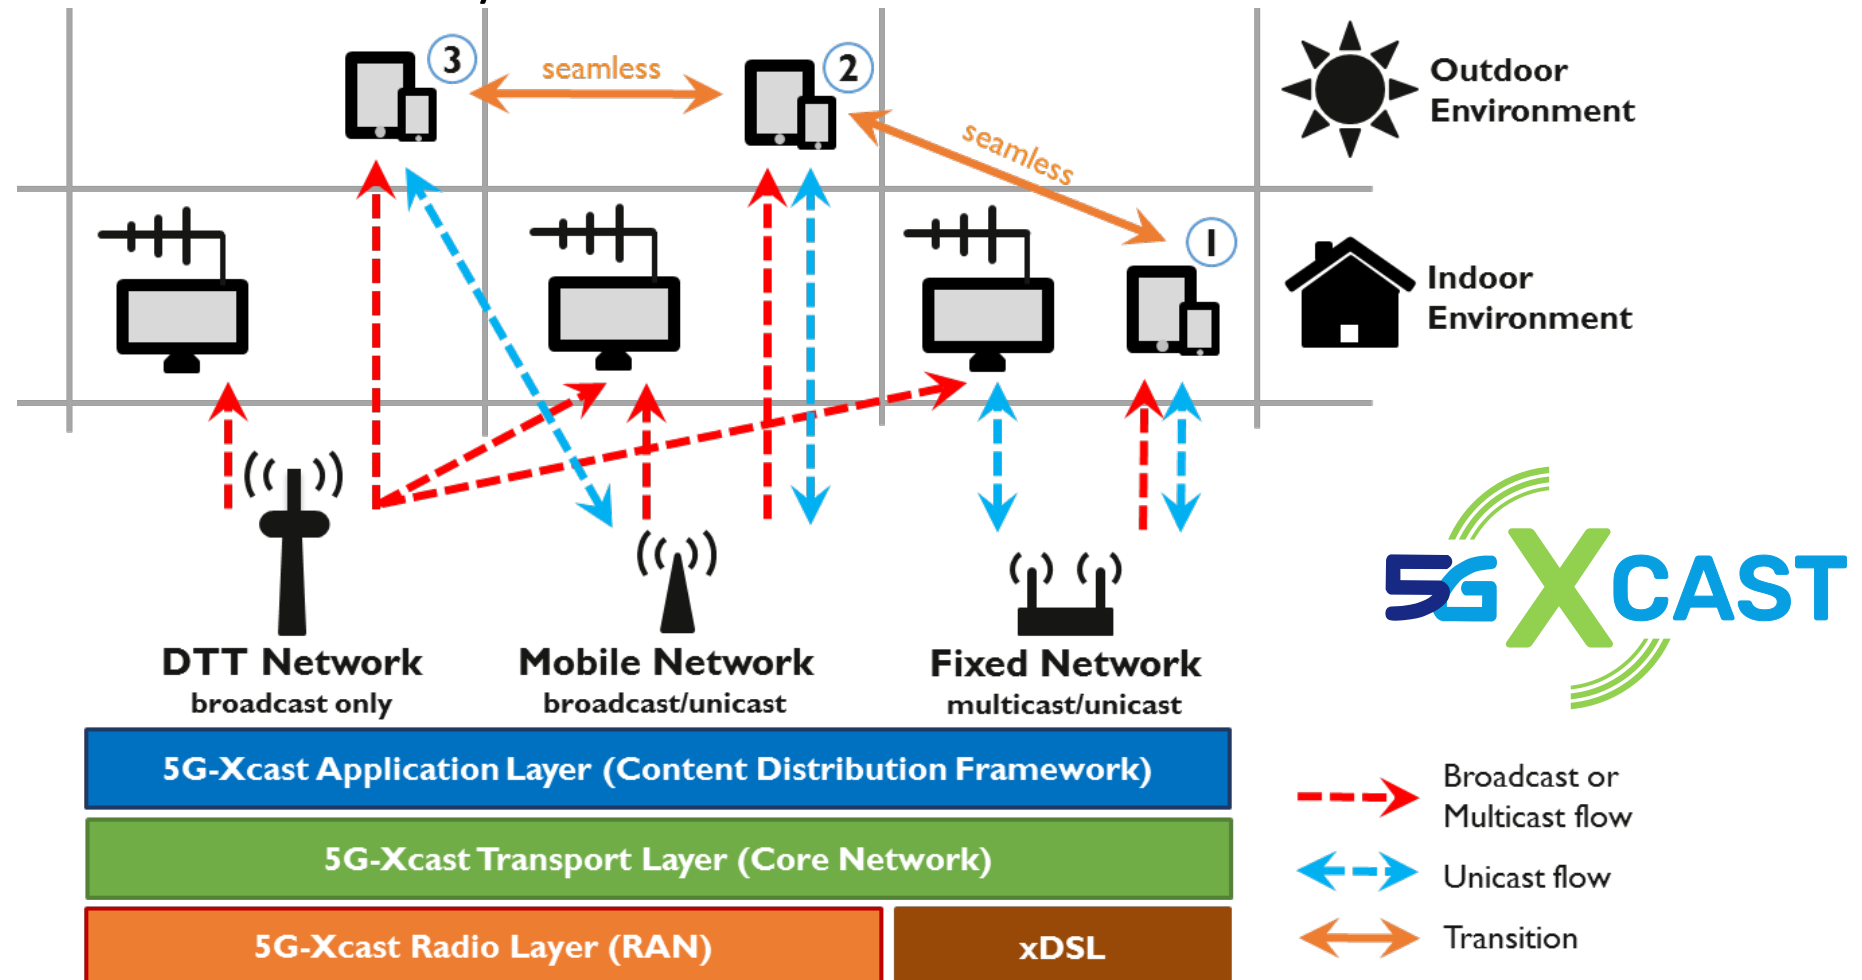 3
seamless
2
seamless
1
Outdoor
Environment
Indoor
Environment
DTT Network
broadcast only
Mobile Network
broadcast/unicast
Fixed Network
multicast/unicast
5G XCAST
5G-Xcast Application Layer (Content Distribution Framework)
5G-Xcast Transport Layer (Core Network)
5G-Xcast Radio Layer (RAN)
xDSL
Broadcast or
Multicast flow
Unicast flow
Transition